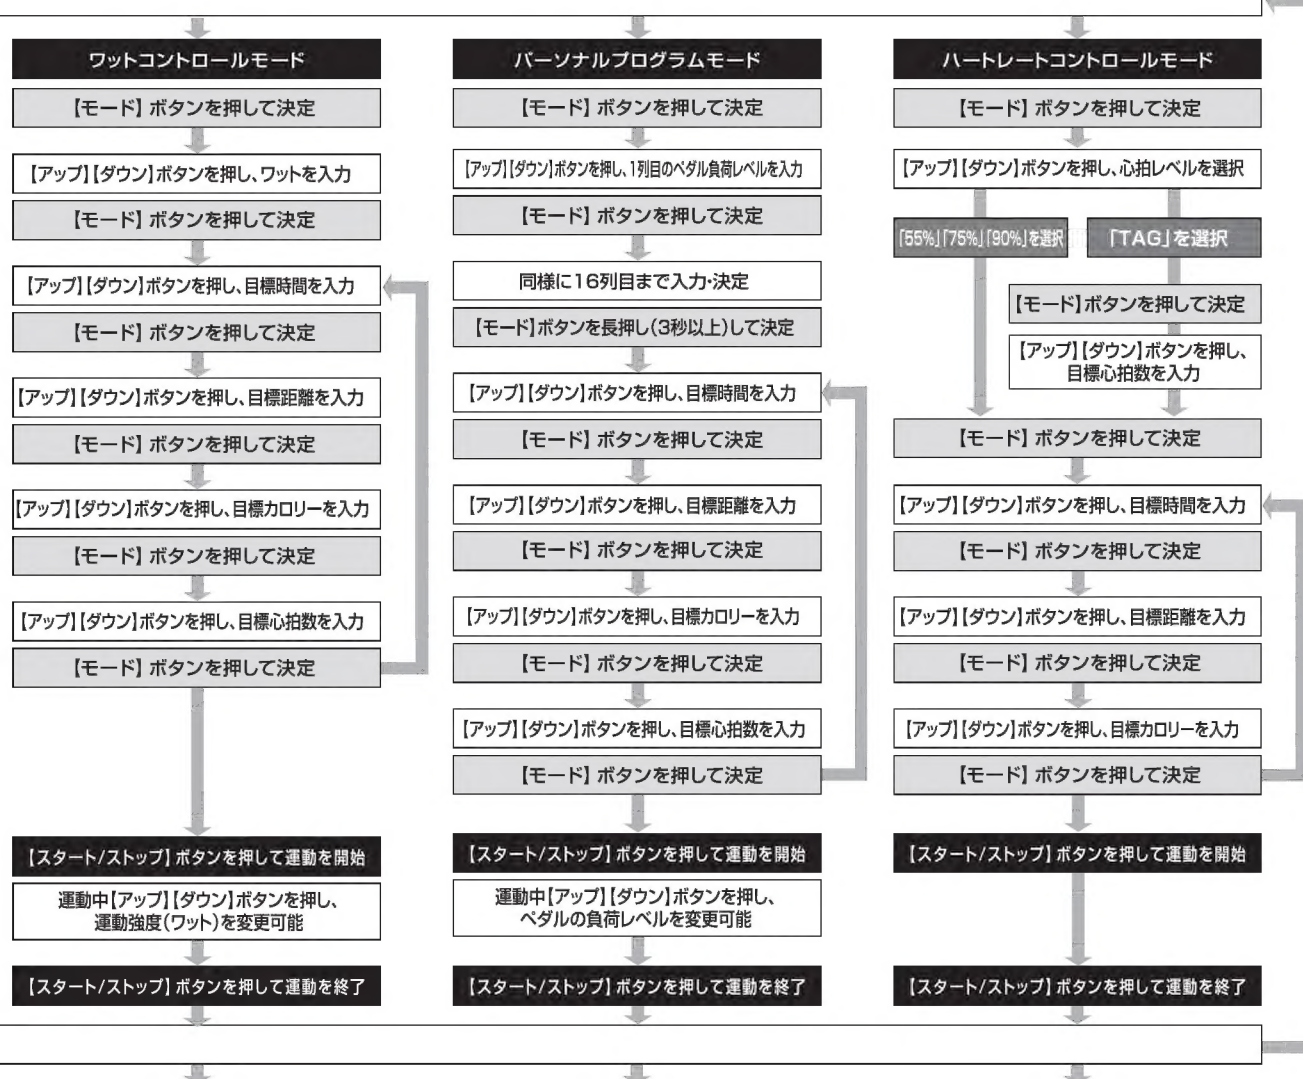 ワットコントロールモード
【モード】 ボタンを押して決定
【アップ】【ダウン】ボタンを押し、ワットを入力
【モード】 ボタンを押して決定
【アップ】【ダウン】ボタンを押し、目標時間を入力
【モード】 ボタンを押して決定
【アップ】【ダウン】ボタンを押し、目標距離を入力
【モード】 ボタンを押して決定
【アップ】【ダウン】ボタンを押し、目標カロリーを入力
【モード】 ボタンを押して決定
【アップ】【ダウン】ボタンを押し、目標心拍数を入力
【モード】 ボタンを押して決定
【スタート/ストップ】 ボタンを押して運動を開始
運動中【アップ】【ダウン】ボタンを押し、
運動強度(ワット)を変更可能
【スタート/ストップ】 ボタンを押して運動を終了
パーソナルプログラムモード
【モード】 ボタンを押して決定
【アップ】【ダウン】ボタンを押し、1列目のペダル負荷レベルを入力
【モード】 ボタンを押して決定
同様に16列目まで入力・決定
【モード】ボタンを長押し(3秒以上)して決定
【アップ】【ダウン】ボタンを押し、目標時間を入力
【モード】 ボタンを押して決定
【アップ】【ダウン】ボタンを押し、目標距離を入力
【モード】 ボタンを押して決定
【アップ】【ダウン】ボタンを押し、目標カロリーを入力
【モード】 ボタンを押して決定
【アップ】【ダウン】ボタンを押し、目標心拍数を入力
【モード】 ボタンを押して決定
【スタート/ストップ】 ボタンを押して運動を開始
運動中【アップ】【ダウン】ボタンを押し、
ペダルの負荷レベルを変更可能
【スタート/ストップ】 ボタンを押して運動を終了
ハートレートコントロールモード
【モード】 ボタンを押して決定
【アップ】【ダウン】ボタンを押し、心拍レベルを選択
「55%」「75%」「90%」を選択
「TAG」を選択
【モード】ボタンを押して決定
【アップ】【ダウン】ボタンを押し、
目標心拍数を入力
【モード】 ボタンを押して決定
【アップ】【ダウン】ボタンを押し、目標時間を入力
【モード】 ボタンを押して決定
【アップ】【ダウン】ボタンを押し、目標距離を入力
【モード】 ボタンを押して決定
【アップ】【ダウン】ボタンを押し、目標カロリーを入力
【モード】 ボタンを押して決定
【スタート/ストップ】 ボタンを押して運動を開始
【スタート/ストップ】 ボタンを押して運動を終了